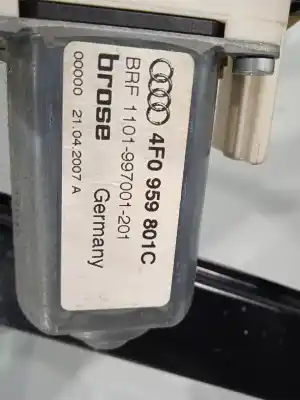 4F0 959 801C
BRF 1101-997001-201
brose Germany
00000 21.04.2007 A